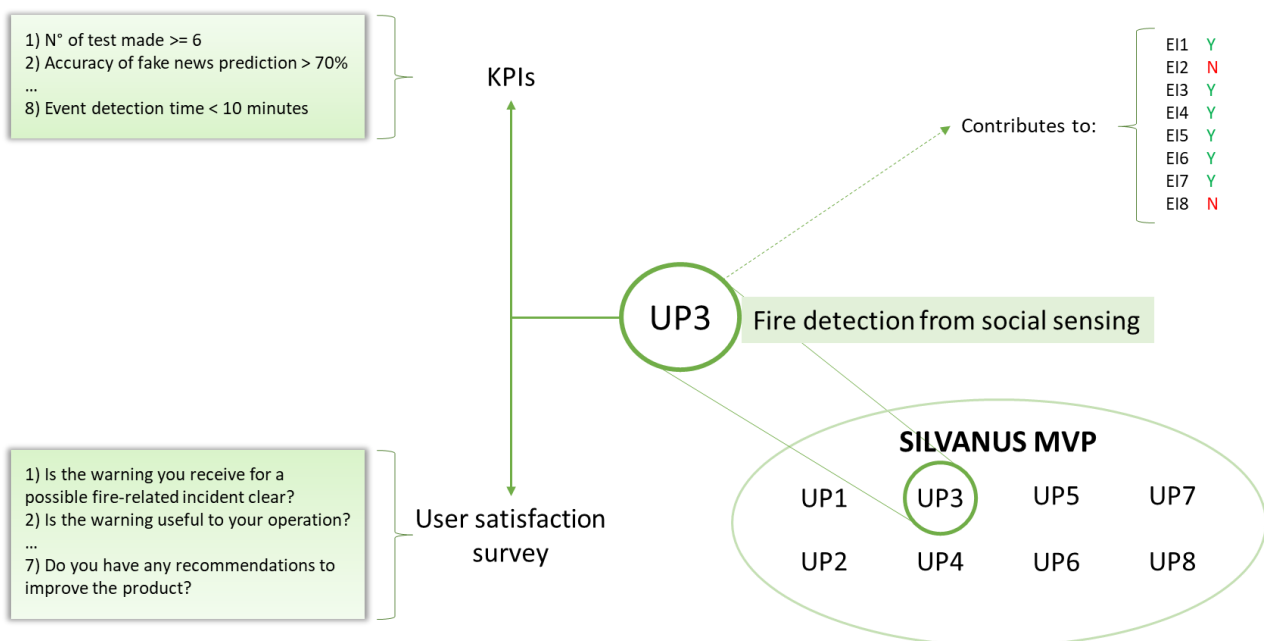 1) N° of test made >= 6
2) Accuracy of fake news prediction > 70%
...
8) Event detection time < 10 minutes
KPIs
Contributes to:
EI1 Y
EI2 N
EI3 Y
EI4 Y
EI5 Y
EI6 Y
EI7 Y
EI8 N
UP3
Fire detection from social sensing
1) Is the warning you receive for a
possible fire-related incident clear?
2) Is the warning useful to your operation?
...
7) Do you have any recommendations to
improve the product?
User satisfaction
survey
SILVANUS MVP
UP1 UP3 UP5 UP7
UP2 UP4 UP6 UP8